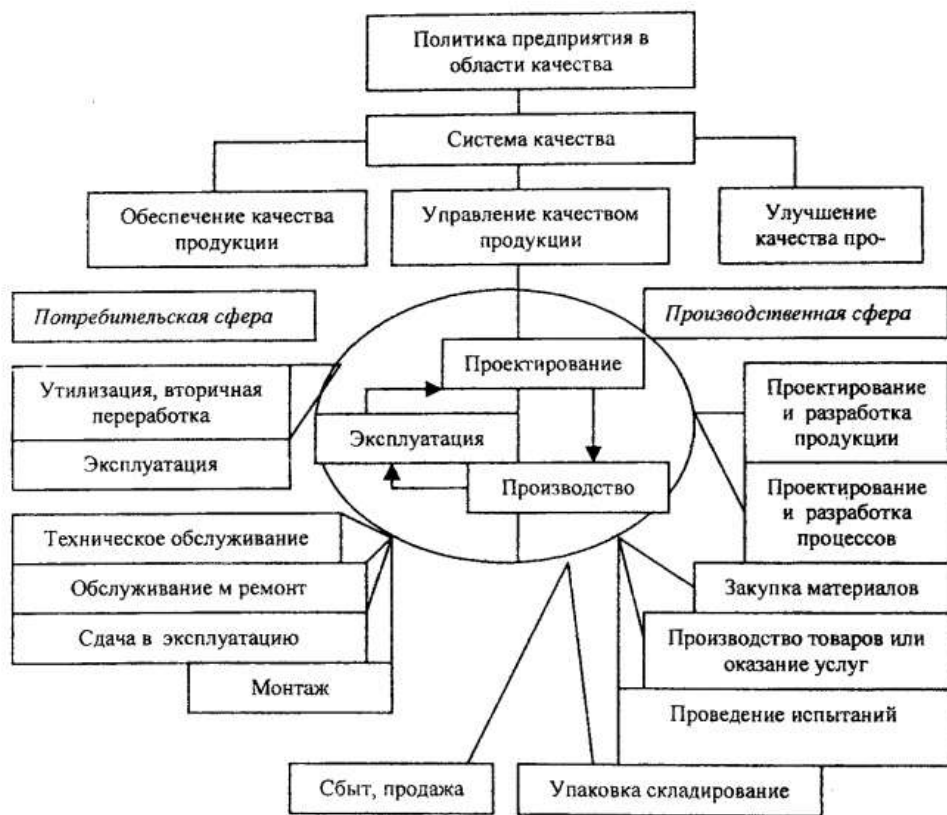 Политика предприятия в
области качества
Система качества
Обеспечение качества
продукции
Управление качеством
продукции
Улучшение
качества про-
Потребительская сфера
Производственная сфера
Проектирование
Утилизация, вторичная
переработка
Эксплуатация
Эксплуатация
Производство
Проектирование
и разработка
продукции
Проектирование
и разработка
процессов
Техническое обслуживание
Обслуживание м ремонт
Сдача в эксплуатацию
Монтаж
Закупка материалов
Производство товаров или
оказание услуг
Проведение испытаний
Сбыт, продажа
Упаковка складирование